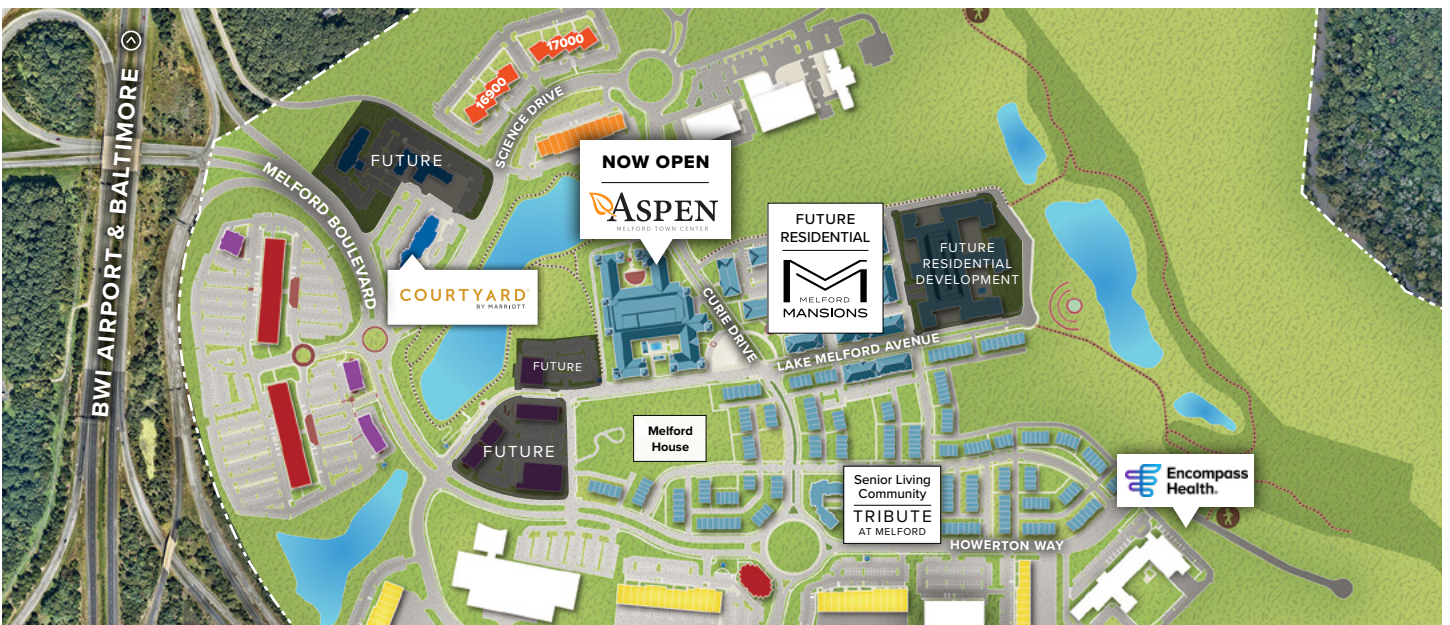 BWI AIRPORT & BALTIMORE
MELFORD BOULEVARD
FUTURE
SCIENCE DRIVE
16900
17000
NOW OPEN
ASPEN
MELFORD TOWN CENTER
COURTYARD®
BY MARRIOTT
FUTURE
RESIDENTIAL
M
MELFORD
MANSIONS
FUTURE
RESIDENTIAL
DEVELOPMENT
CURIE DRIVE
LAKE MELFORD AVENUE
FUTURE
FUTURE
Melford
House
Senior Living
Community
TRIBUTE
AT MELFORD
HOWERTON WAY
Encompass
Health.